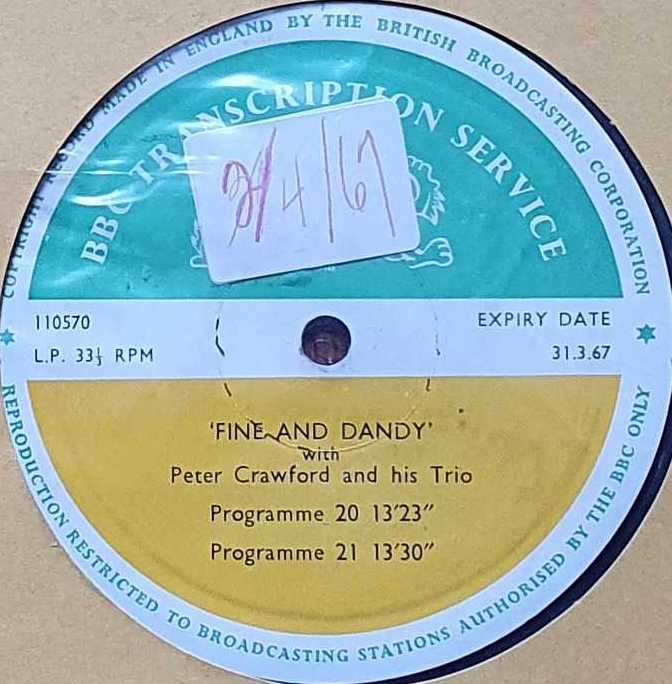 COPYRIGHT RECORD MADE IN ENGLAND BY THE BRITISH BROADCASTING CORPORATION
BBC TRANSCRIPTION SERVICE
/4/67
110570
EXPIRY DATE
L.P. 33⅓ RPM
31.3.67
'FINE AND DANDY'
with
Peter Crawford and his Trio
Programme 20 13'23"
Programme 21 13'30"
REPRODUCTION RESTRICTED TO BROADCASTING STATIONS AUTHORISED BY THE BBC ONLY